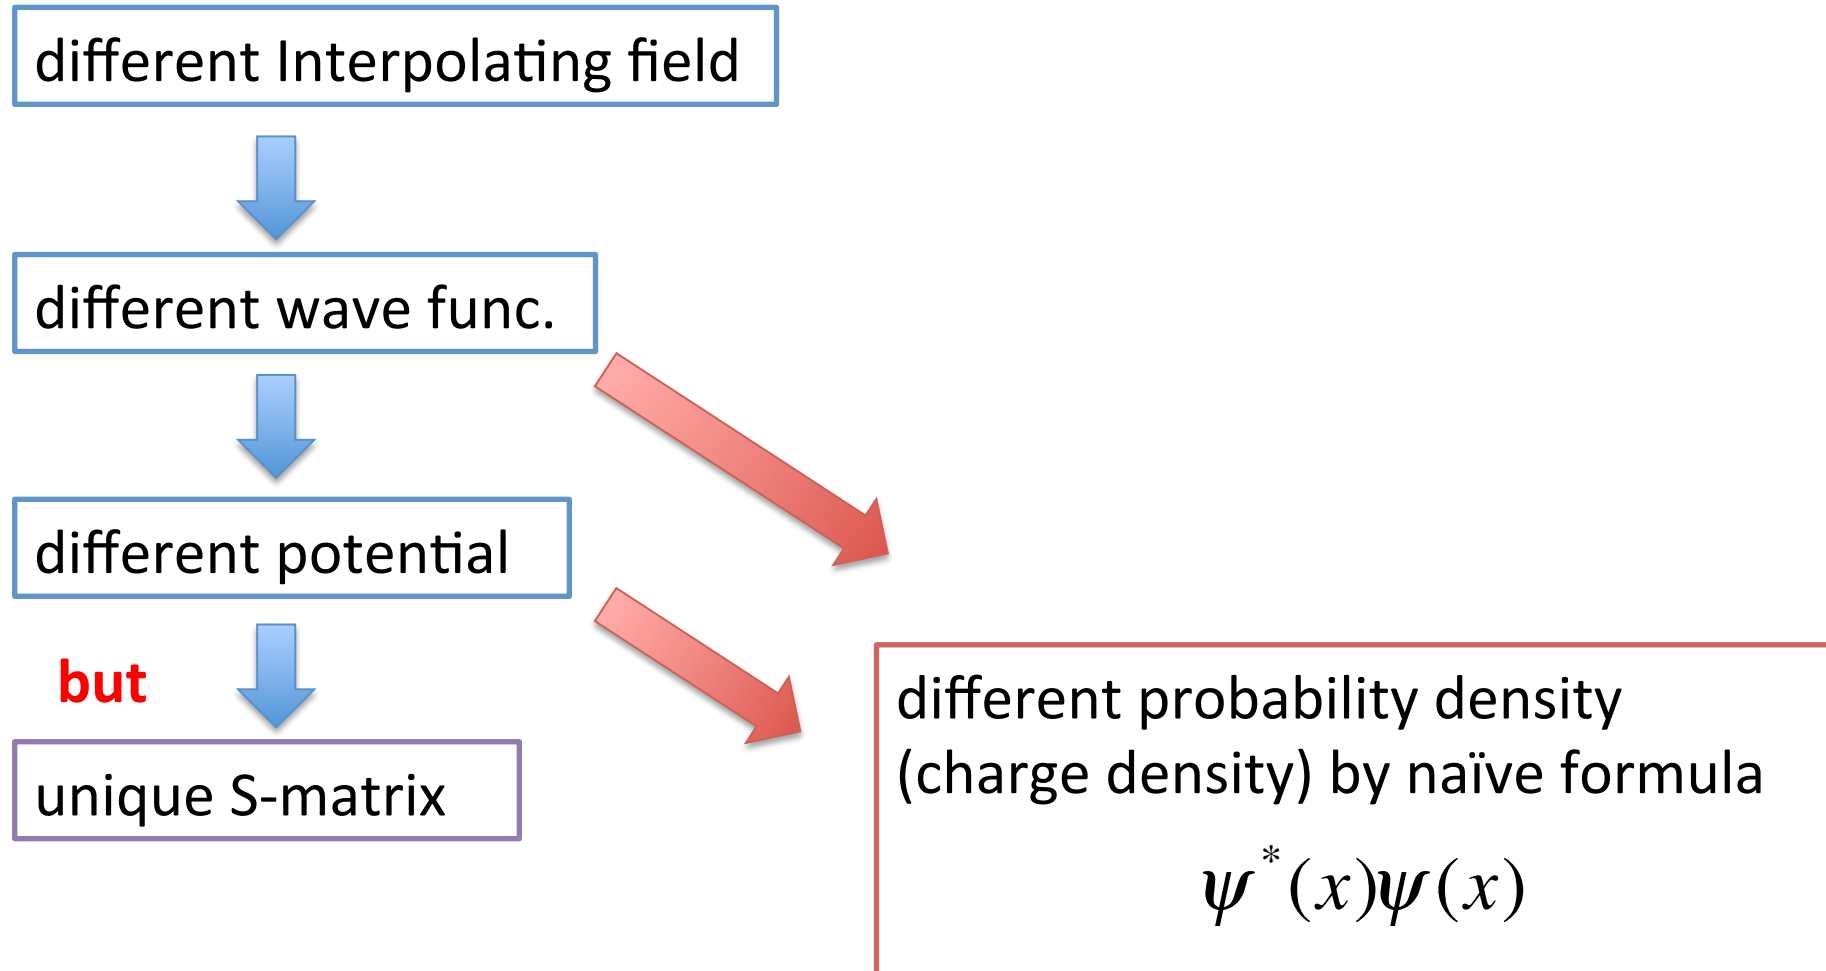 different Interpolating field
different wave func.
different potential
but
unique S-matrix
different probability density
(charge density) by naïve formula
ψ*(x)ψ(x)